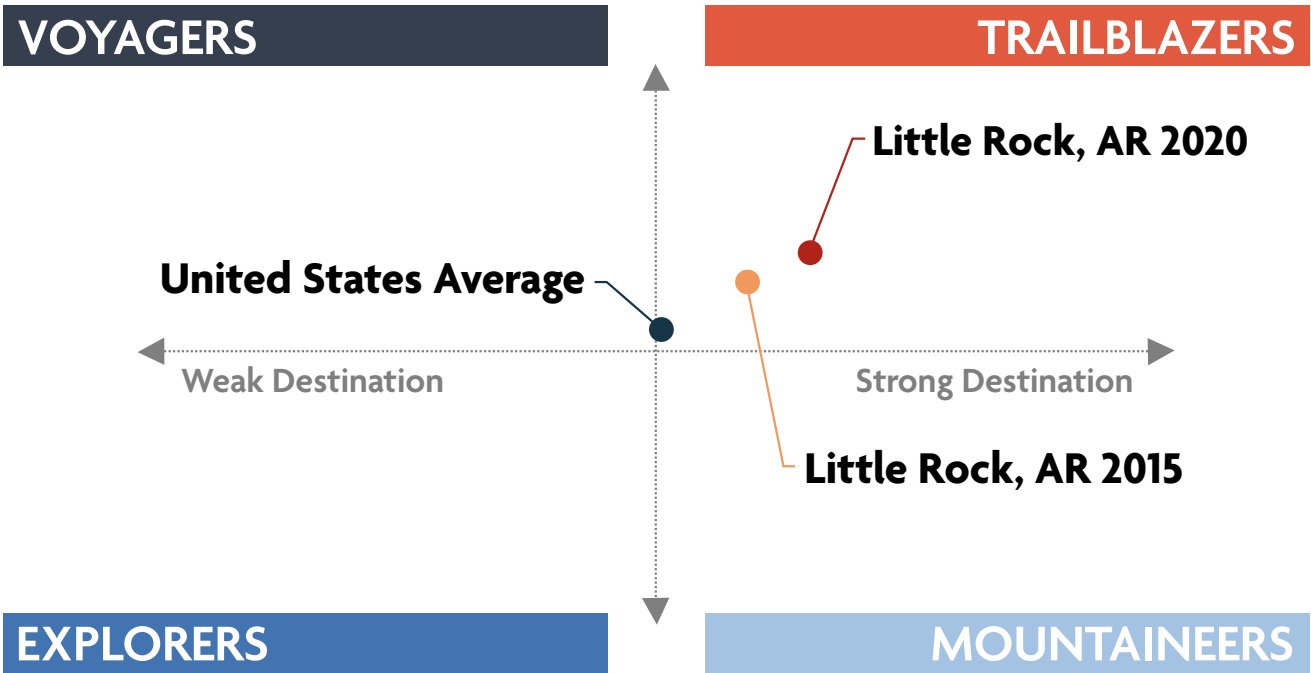 VOYAGERS
TRAILBLAZERS
Little Rock, AR 2020
United States Average
Weak Destination
Strong Destination
Little Rock, AR 2015
EXPLORERS
MOUNTAINEERS